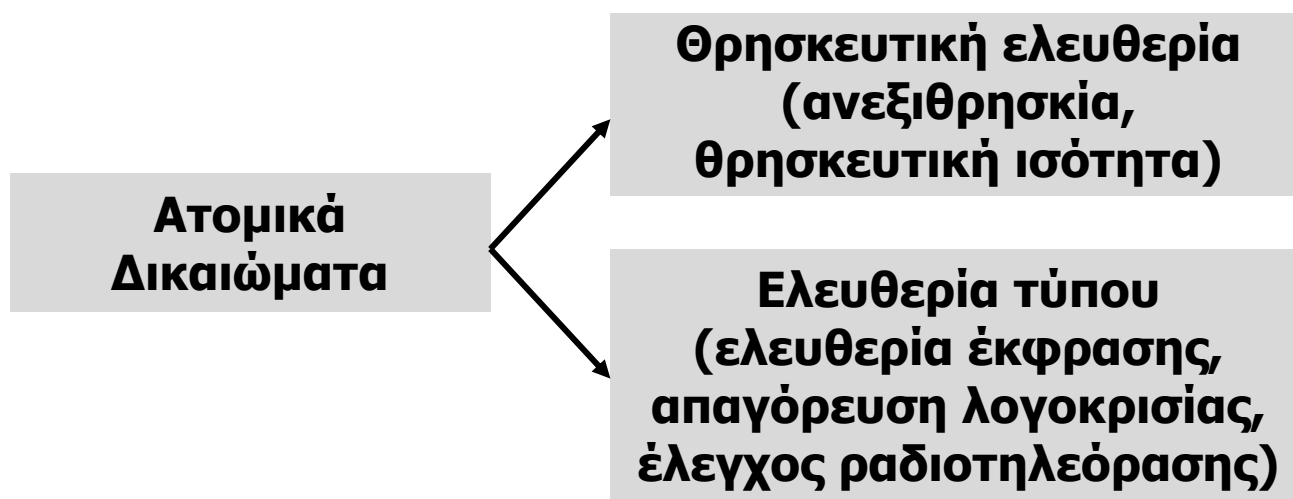 Θρησκευτική ελευθερία
(ανεξιθρησκία,
θρησκευτική ισότητα)
Ατομικά
Δικαιώματα
Ελευθερία τύπου
(ελευθερία έκφρασης,
απαγόρευση λογοκρισίας,
έλεγχος ραδιοτηλεόρασης)